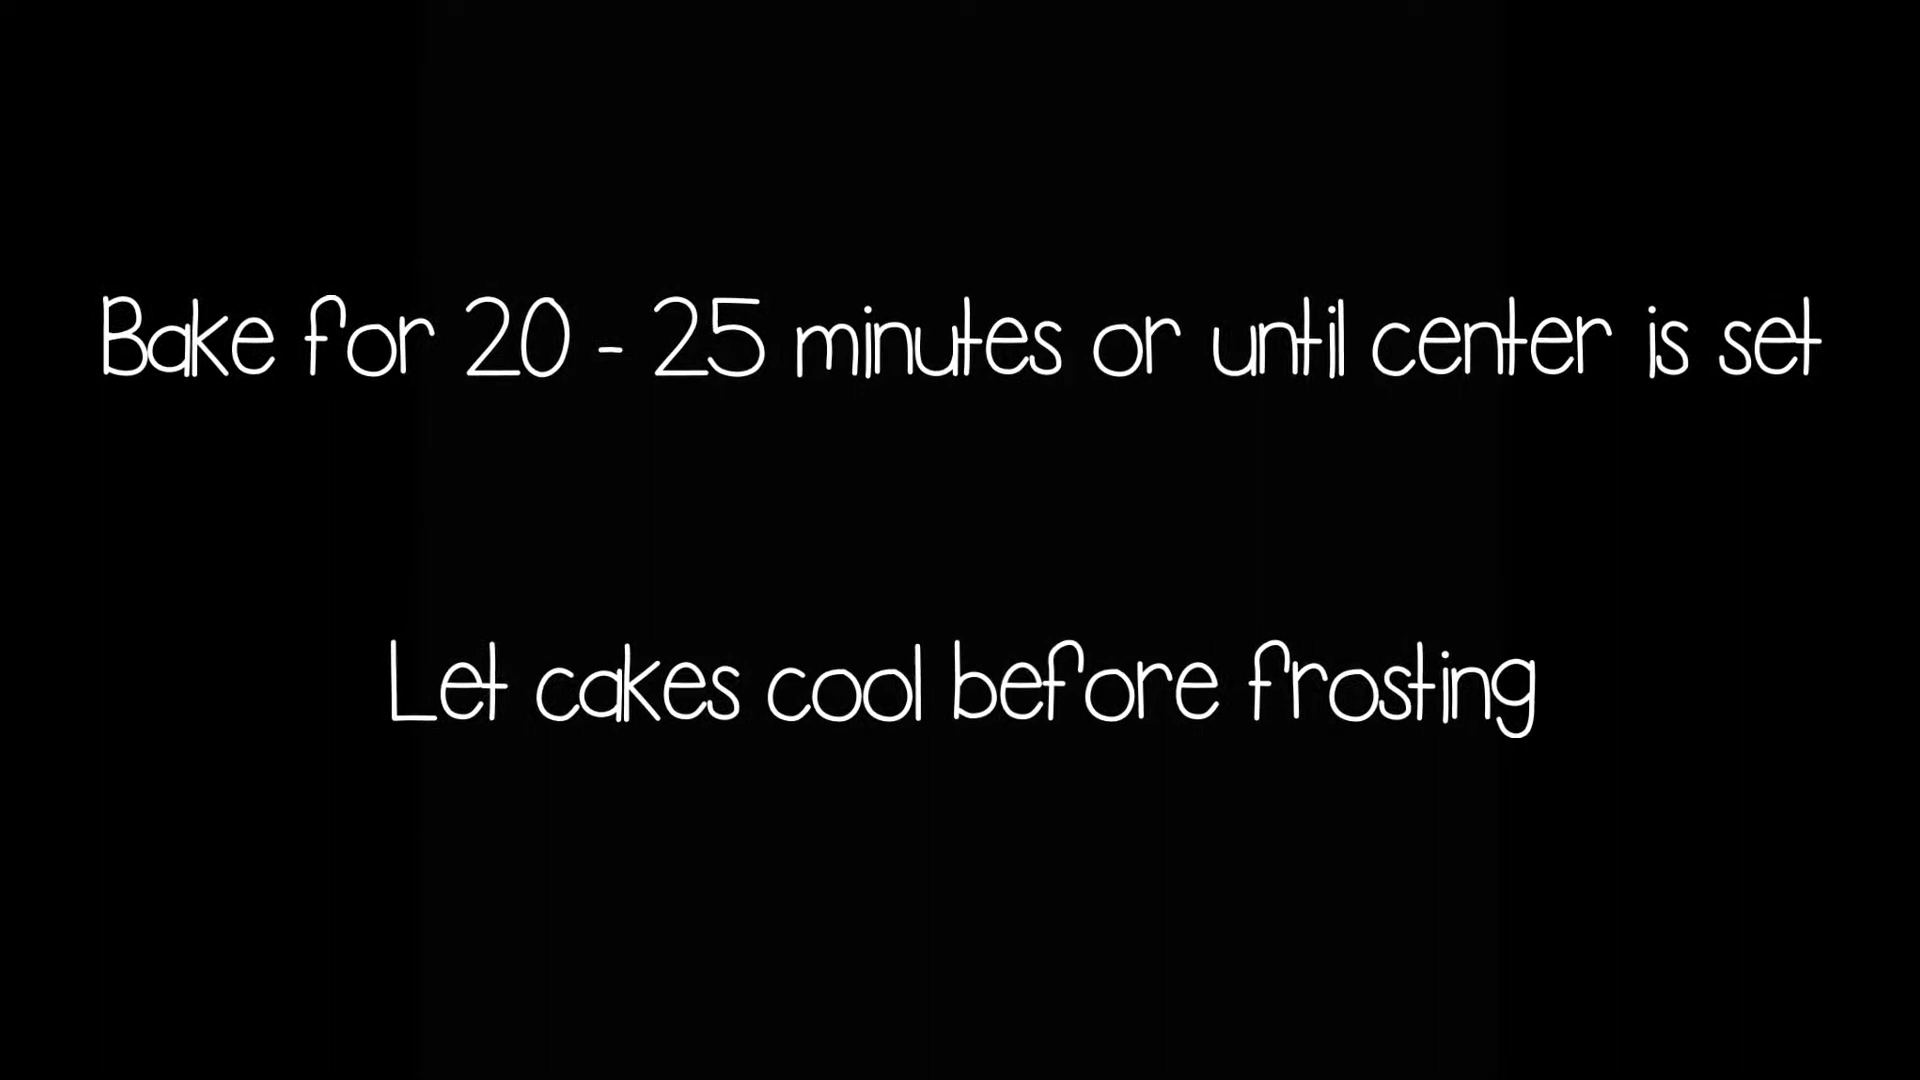 Bake for 20 - 25 minutes or until center is set
Let cakes cool before frosting